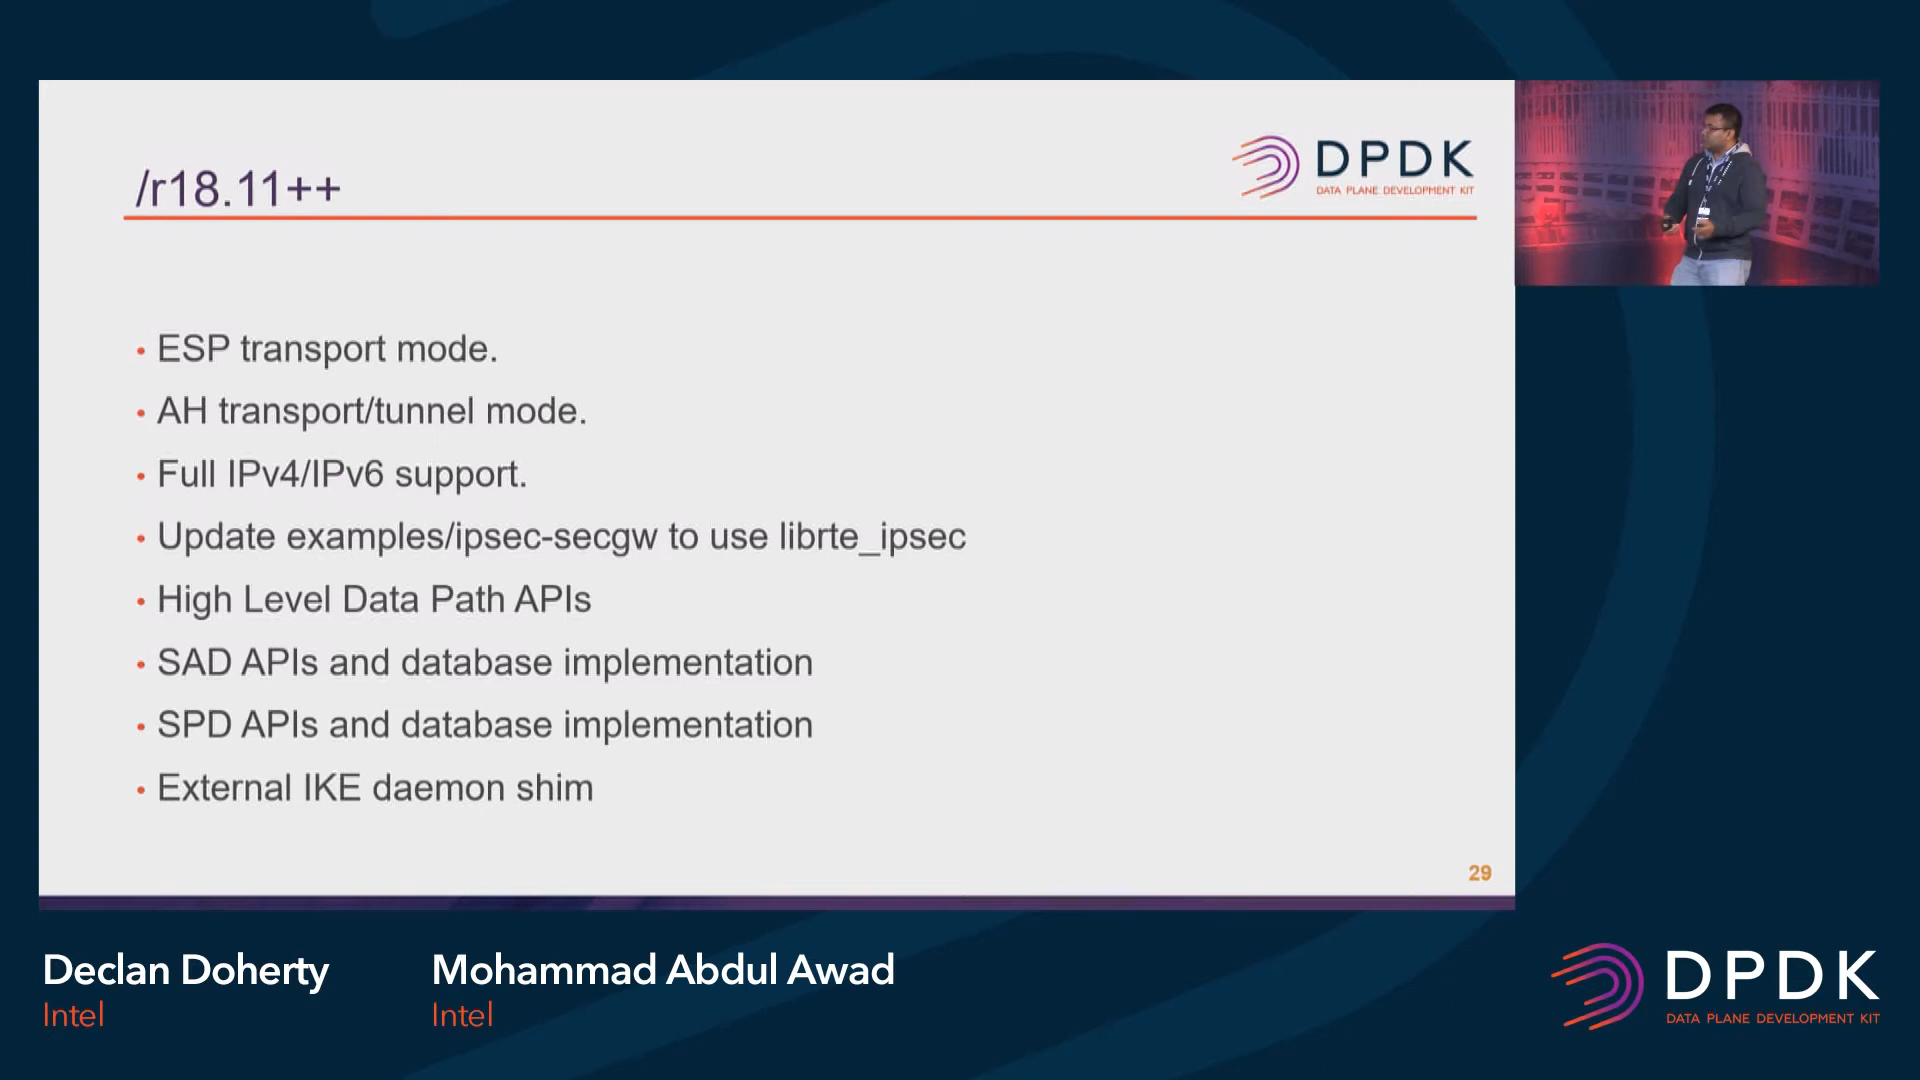 /r18.11++
DPDK
DATA PLANE DEVELOPMENT KIT
• ESP transport mode.
• AH transport/tunnel mode.
• Full IPv4/IPv6 support.
• Update examples/ipsec-secgw to use librte_ipsec
• High Level Data Path APIs
• SAD APIs and database implementation
• SPD APIs and database implementation
• External IKE daemon shim
29
Declan Doherty
Intel
Mohammad Abdul Awad
Intel
DPDK
DATA PLANE DEVELOPMENT KIT